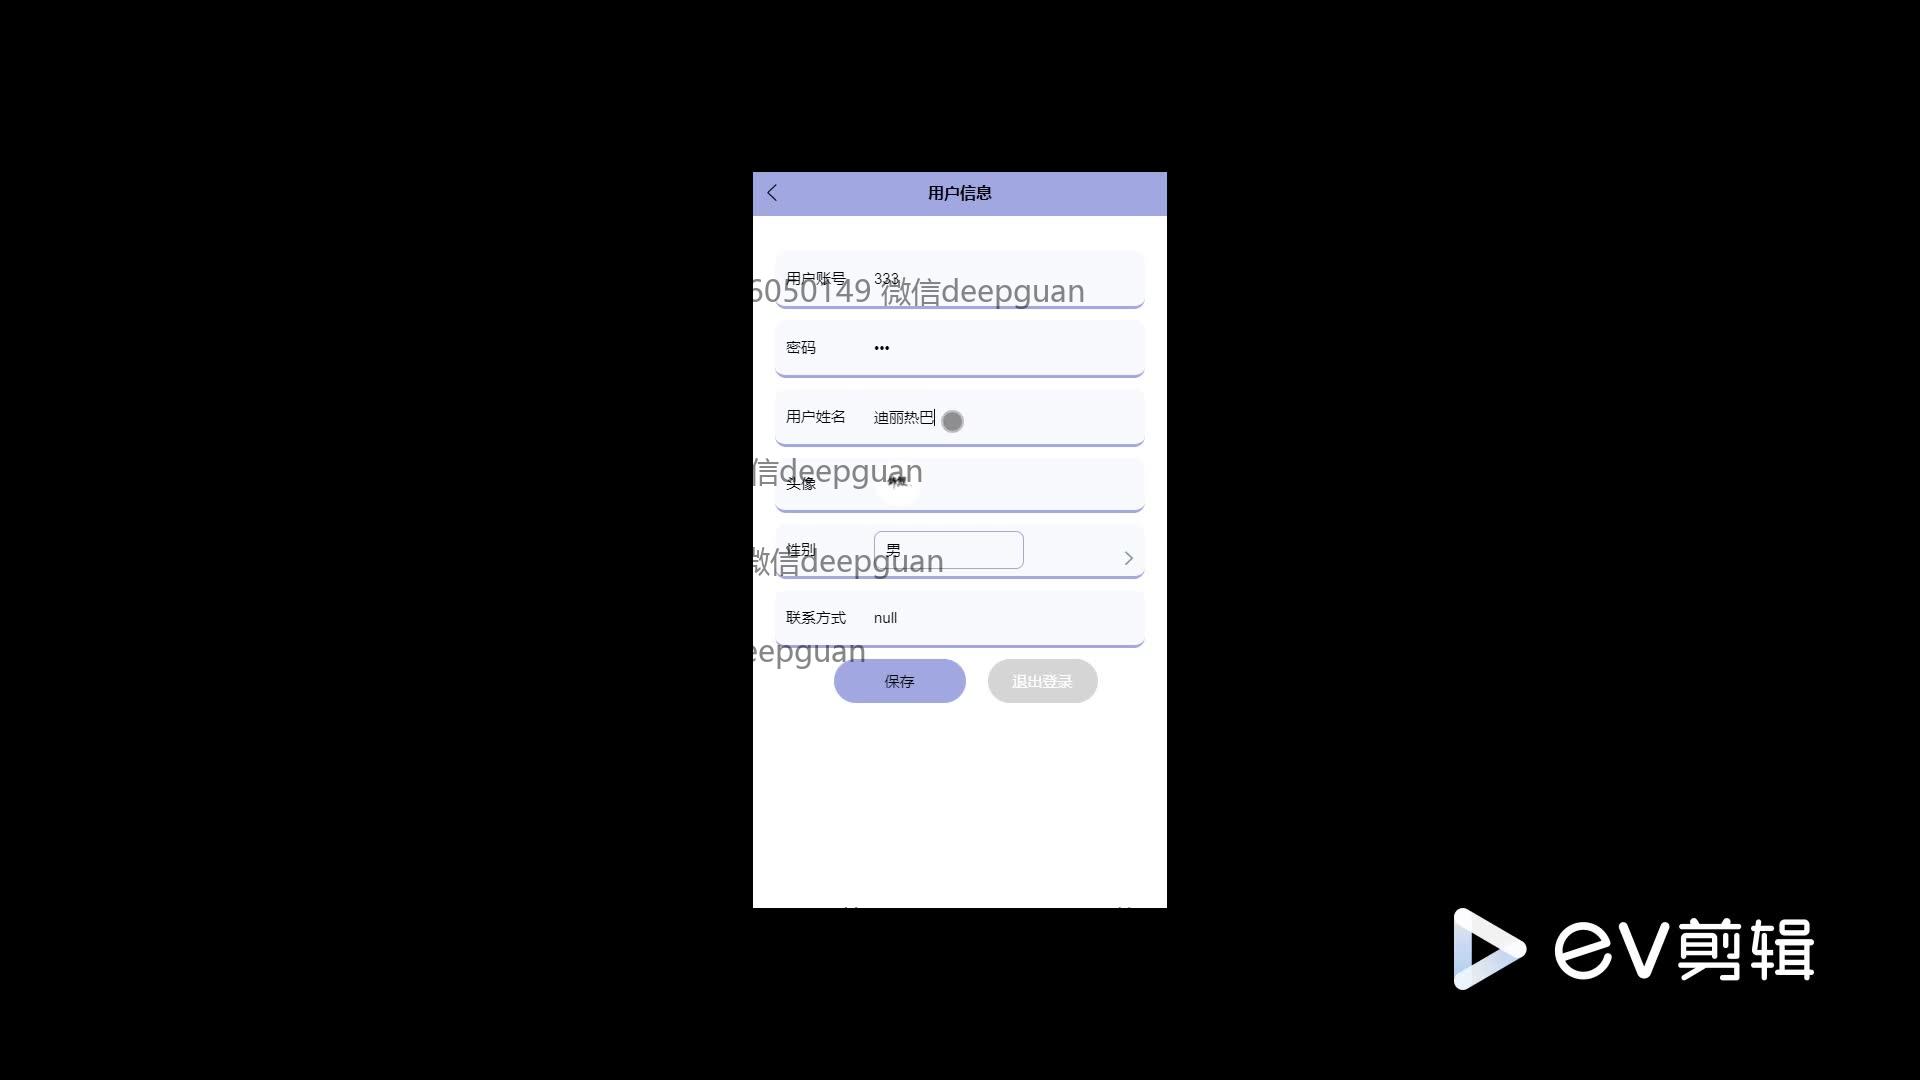 用户信息
用户账号 333
6050149 微信deepguan
密码 •••
用户姓名 迪丽热巴
信deepguan
头像
性别 男
微信deepguan
联系方式 null
eepguan
保存 退出登录
ev剪辑